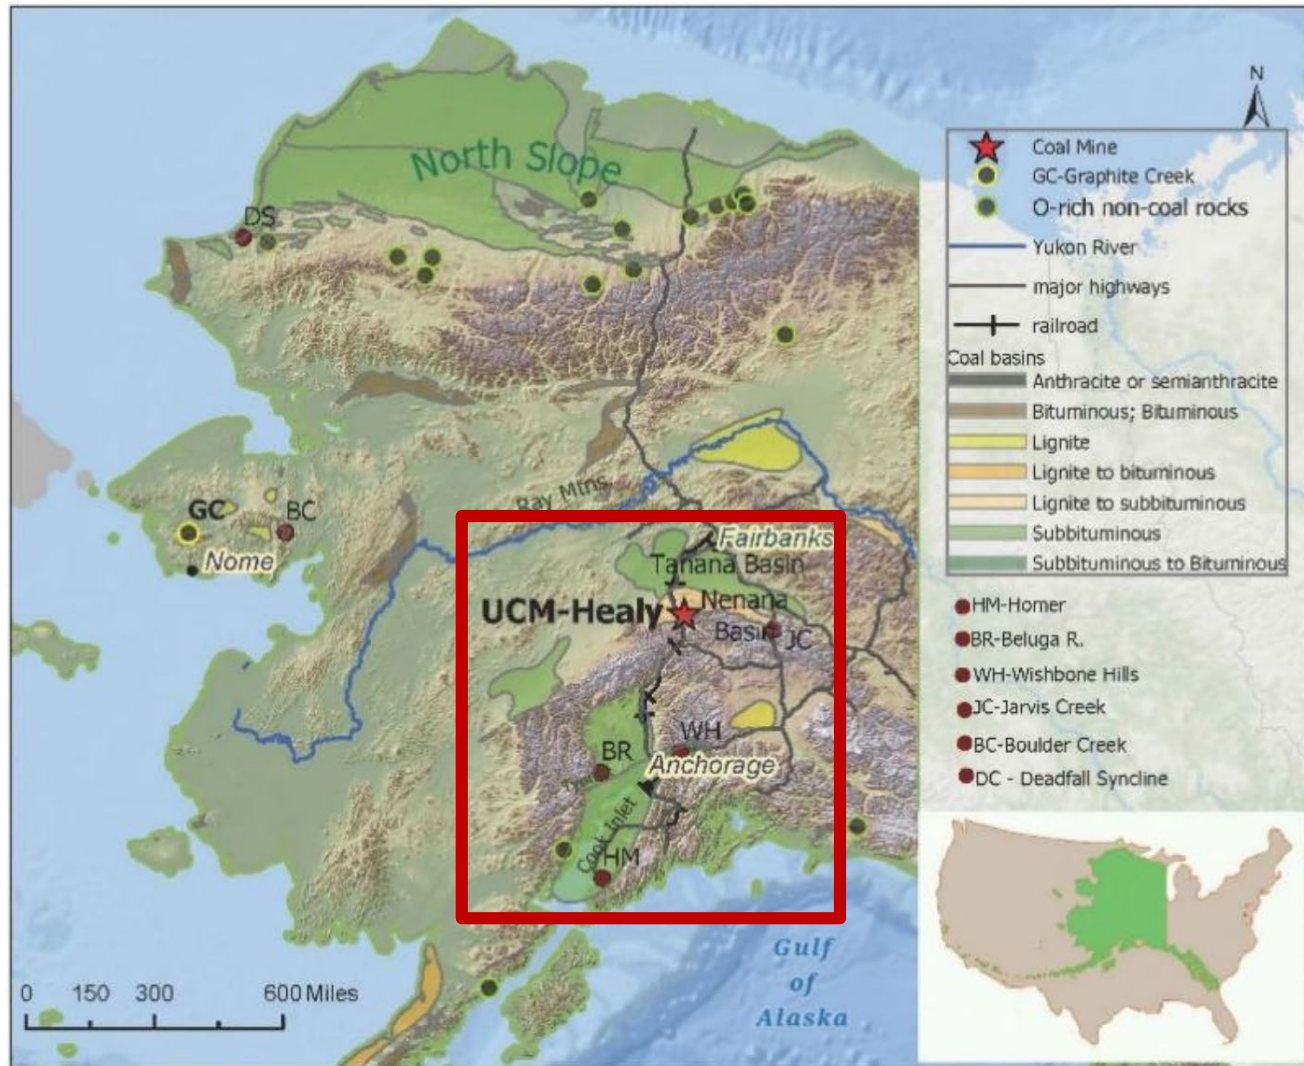 North Slope
DS
GC
BC
Nome
Ray Mtns
Fairbanks
Tanana Basin
UCM-Healy
Nenana
Basin
JC
WH
BR
Anchorage
Cook Inlet
HM
Gulf
of
Alaska
0 150 300 600 Miles
N
Coal Mine
GC-Graphite Creek
O-rich non-coal rocks
Yukon River
major highways
railroad
Coal basins
Anthracite or semianthracite
Bituminous; Bituminous
Lignite
Lignite to bituminous
Lignite to subbituminous
Subbituminous
Subbituminous to Bituminous
HM-Homer
BR-Beluga R.
WH-Wishbone Hills
JC-Jarvis Creek
BC-Boulder Creek
DC - Deadfall Syncline